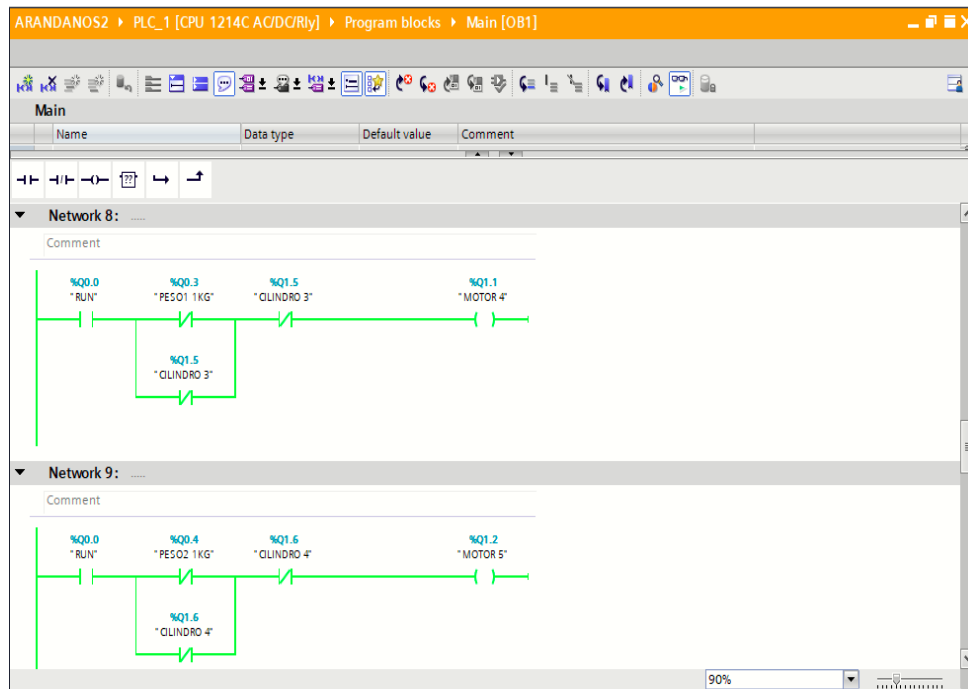 ARANDANOS2 ▸ PLC_1 [CPU 1214C AC/DC/Rly] ▸ Program blocks ▸ Main [OB1]
Main
Name Data type Default value Comment
Network 8: .....
Comment
%Q0.0 %Q0.3 %Q1.5 %Q1.1
"RUN" "PESO1 1KG" "CILINDRO 3" "MOTOR 4"
%Q1.5
"CILINDRO 3"
Network 9: .....
Comment
%Q0.0 %Q0.4 %Q1.6 %Q1.2
"RUN" "PESO2 1KG" "CILINDRO 4" "MOTOR 5"
%Q1.6
"CILINDRO 4"
90%